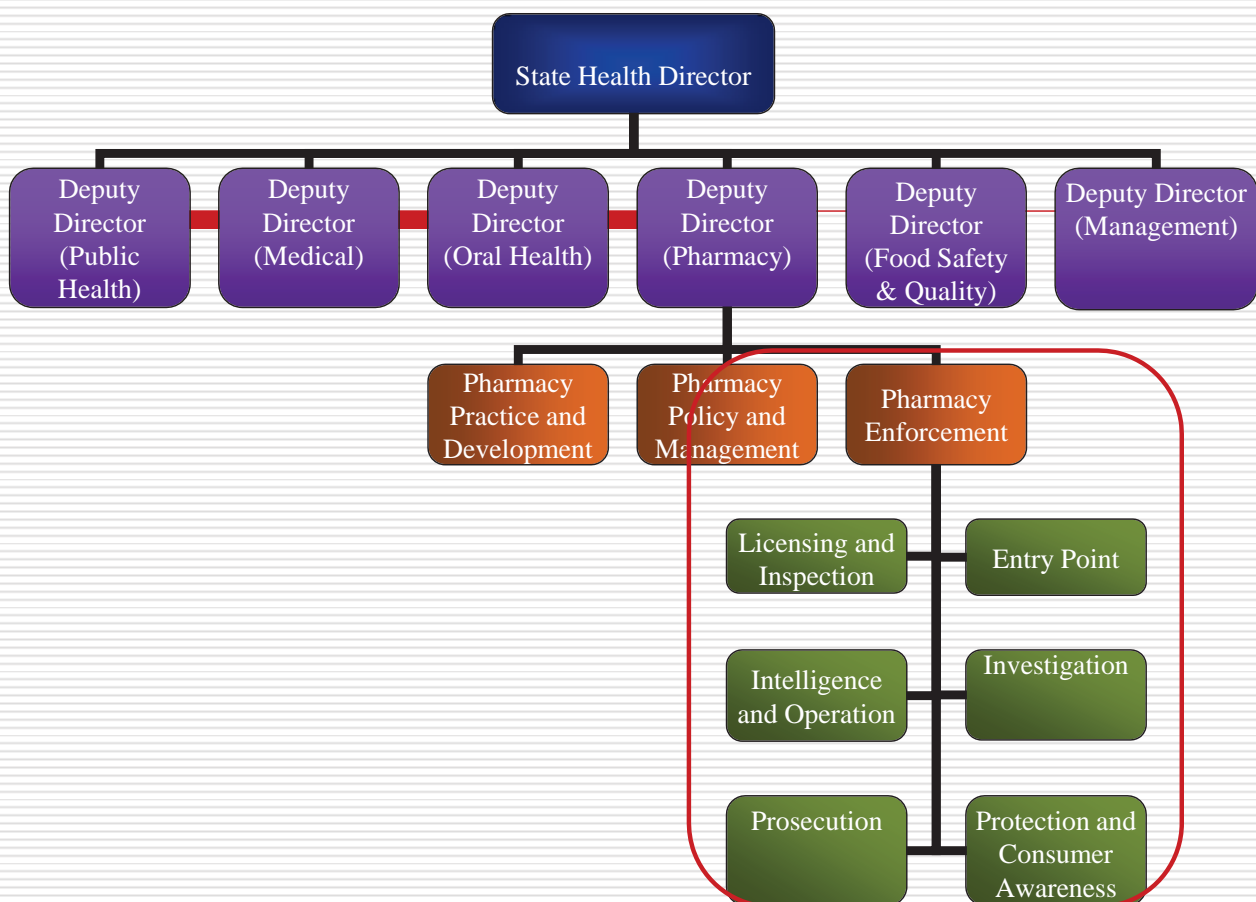 State Health Director
Deputy
Director
(Public
Health)
Deputy
Director
(Medical)
Deputy
Director
(Oral Health)
Deputy
Director
(Pharmacy)
Deputy
Director
(Food Safety
& Quality)
Deputy Director
(Management)
Pharmacy
Practice and
Development
Pharmacy
Policy and
Management
Pharmacy
Enforcement
Licensing and
Inspection
Entry Point
Intelligence
and Operation
Investigation
Prosecution
Protection and
Consumer
Awareness